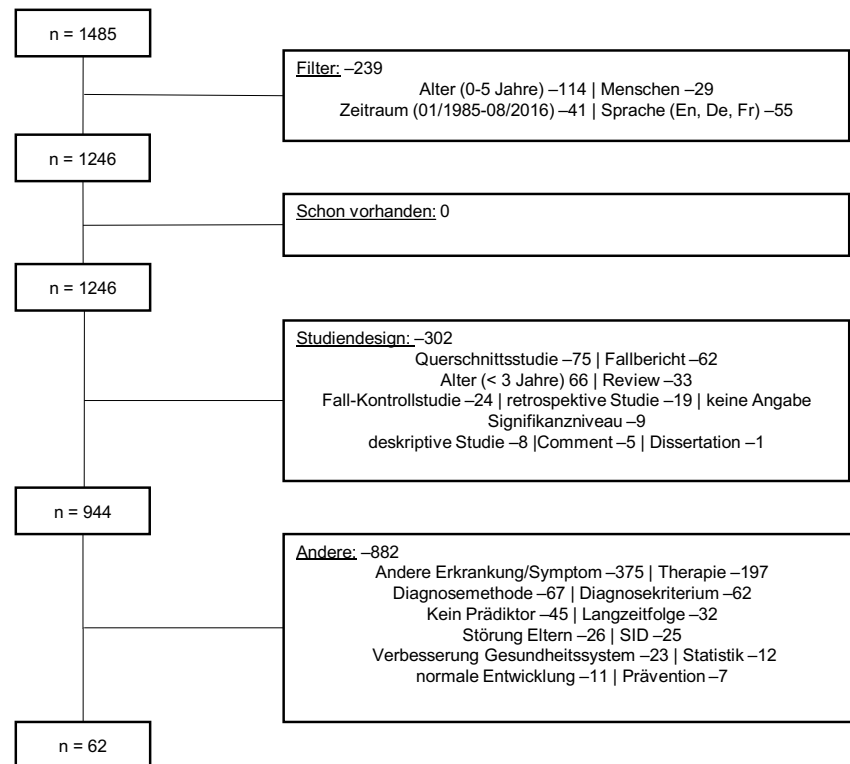 n = 1485
Filter: –239
Alter (0-5 Jahre) –114 | Menschen –29
Zeitraum (01/1985-08/2016) –41 | Sprache (En, De, Fr) –55
n = 1246
Schon vorhanden: 0
n = 1246
Studiendesign: –302
Querschnittsstudie –75 | Fallbericht –62
Alter (< 3 Jahre) 66 | Review –33
Fall-Kontrollstudie –24 | retrospektive Studie –19 | keine Angabe
Signifikanzniveau –9
deskriptive Studie –8 |Comment –5 | Dissertation –1
n = 944
Andere: –882
Andere Erkrankung/Symptom –375 | Therapie –197
Diagnosemethode –67 | Diagnosekriterium –62
Kein Prädiktor –45 | Langzeitfolge –32
Störung Eltern –26 | SID –25
Verbesserung Gesundheitssystem –23 | Statistik –12
normale Entwicklung –11 | Prävention –7
n = 62